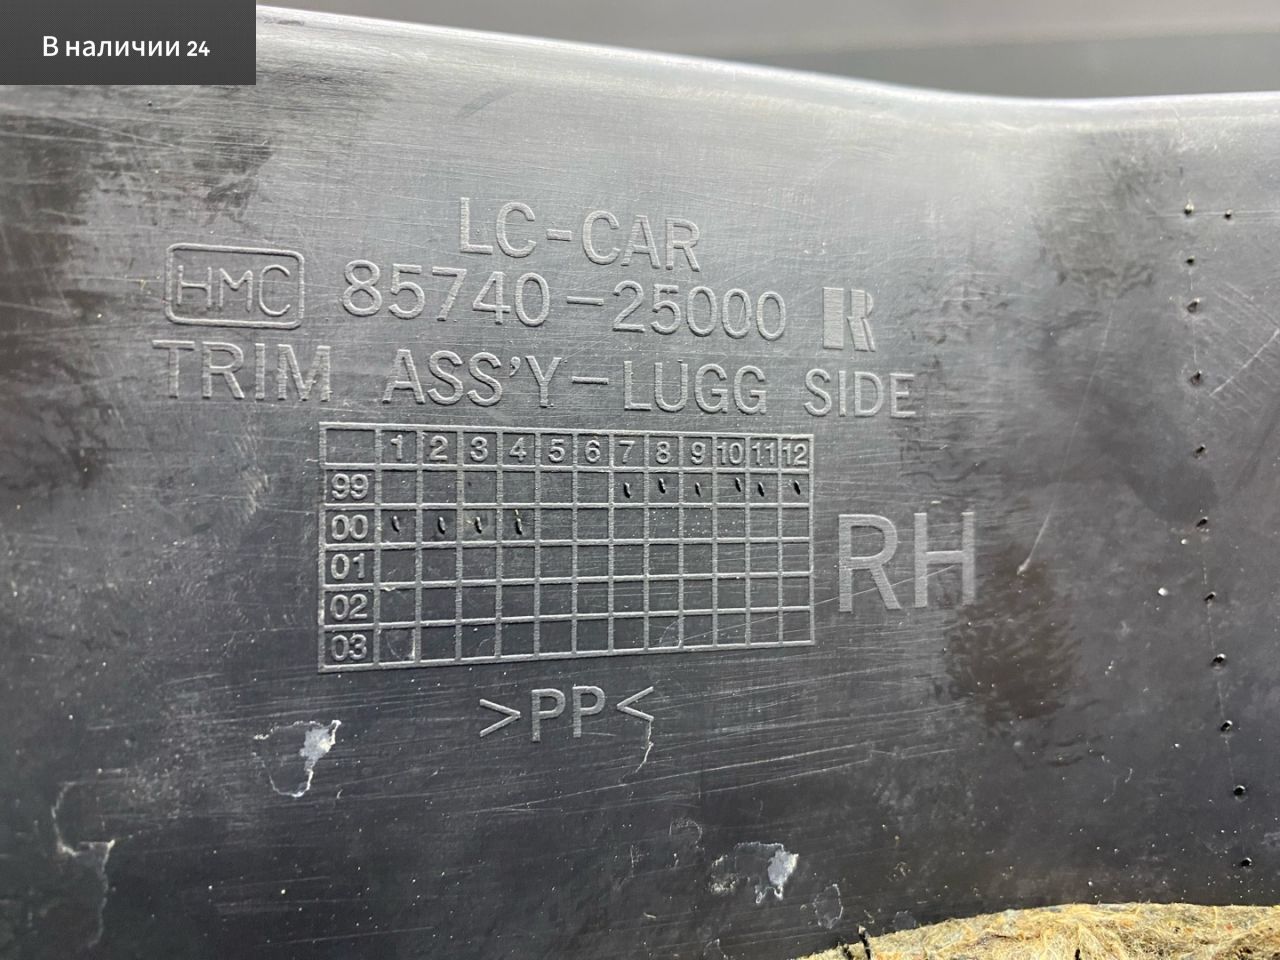 В наличии 24
LC-CAR
HMC 85740-25000 R
TRIM ASS'Y-LUGG SIDE
1 2 3 4 5 6 7 8 9 10 11 12
99
00
01
02
03
RH
>PP<